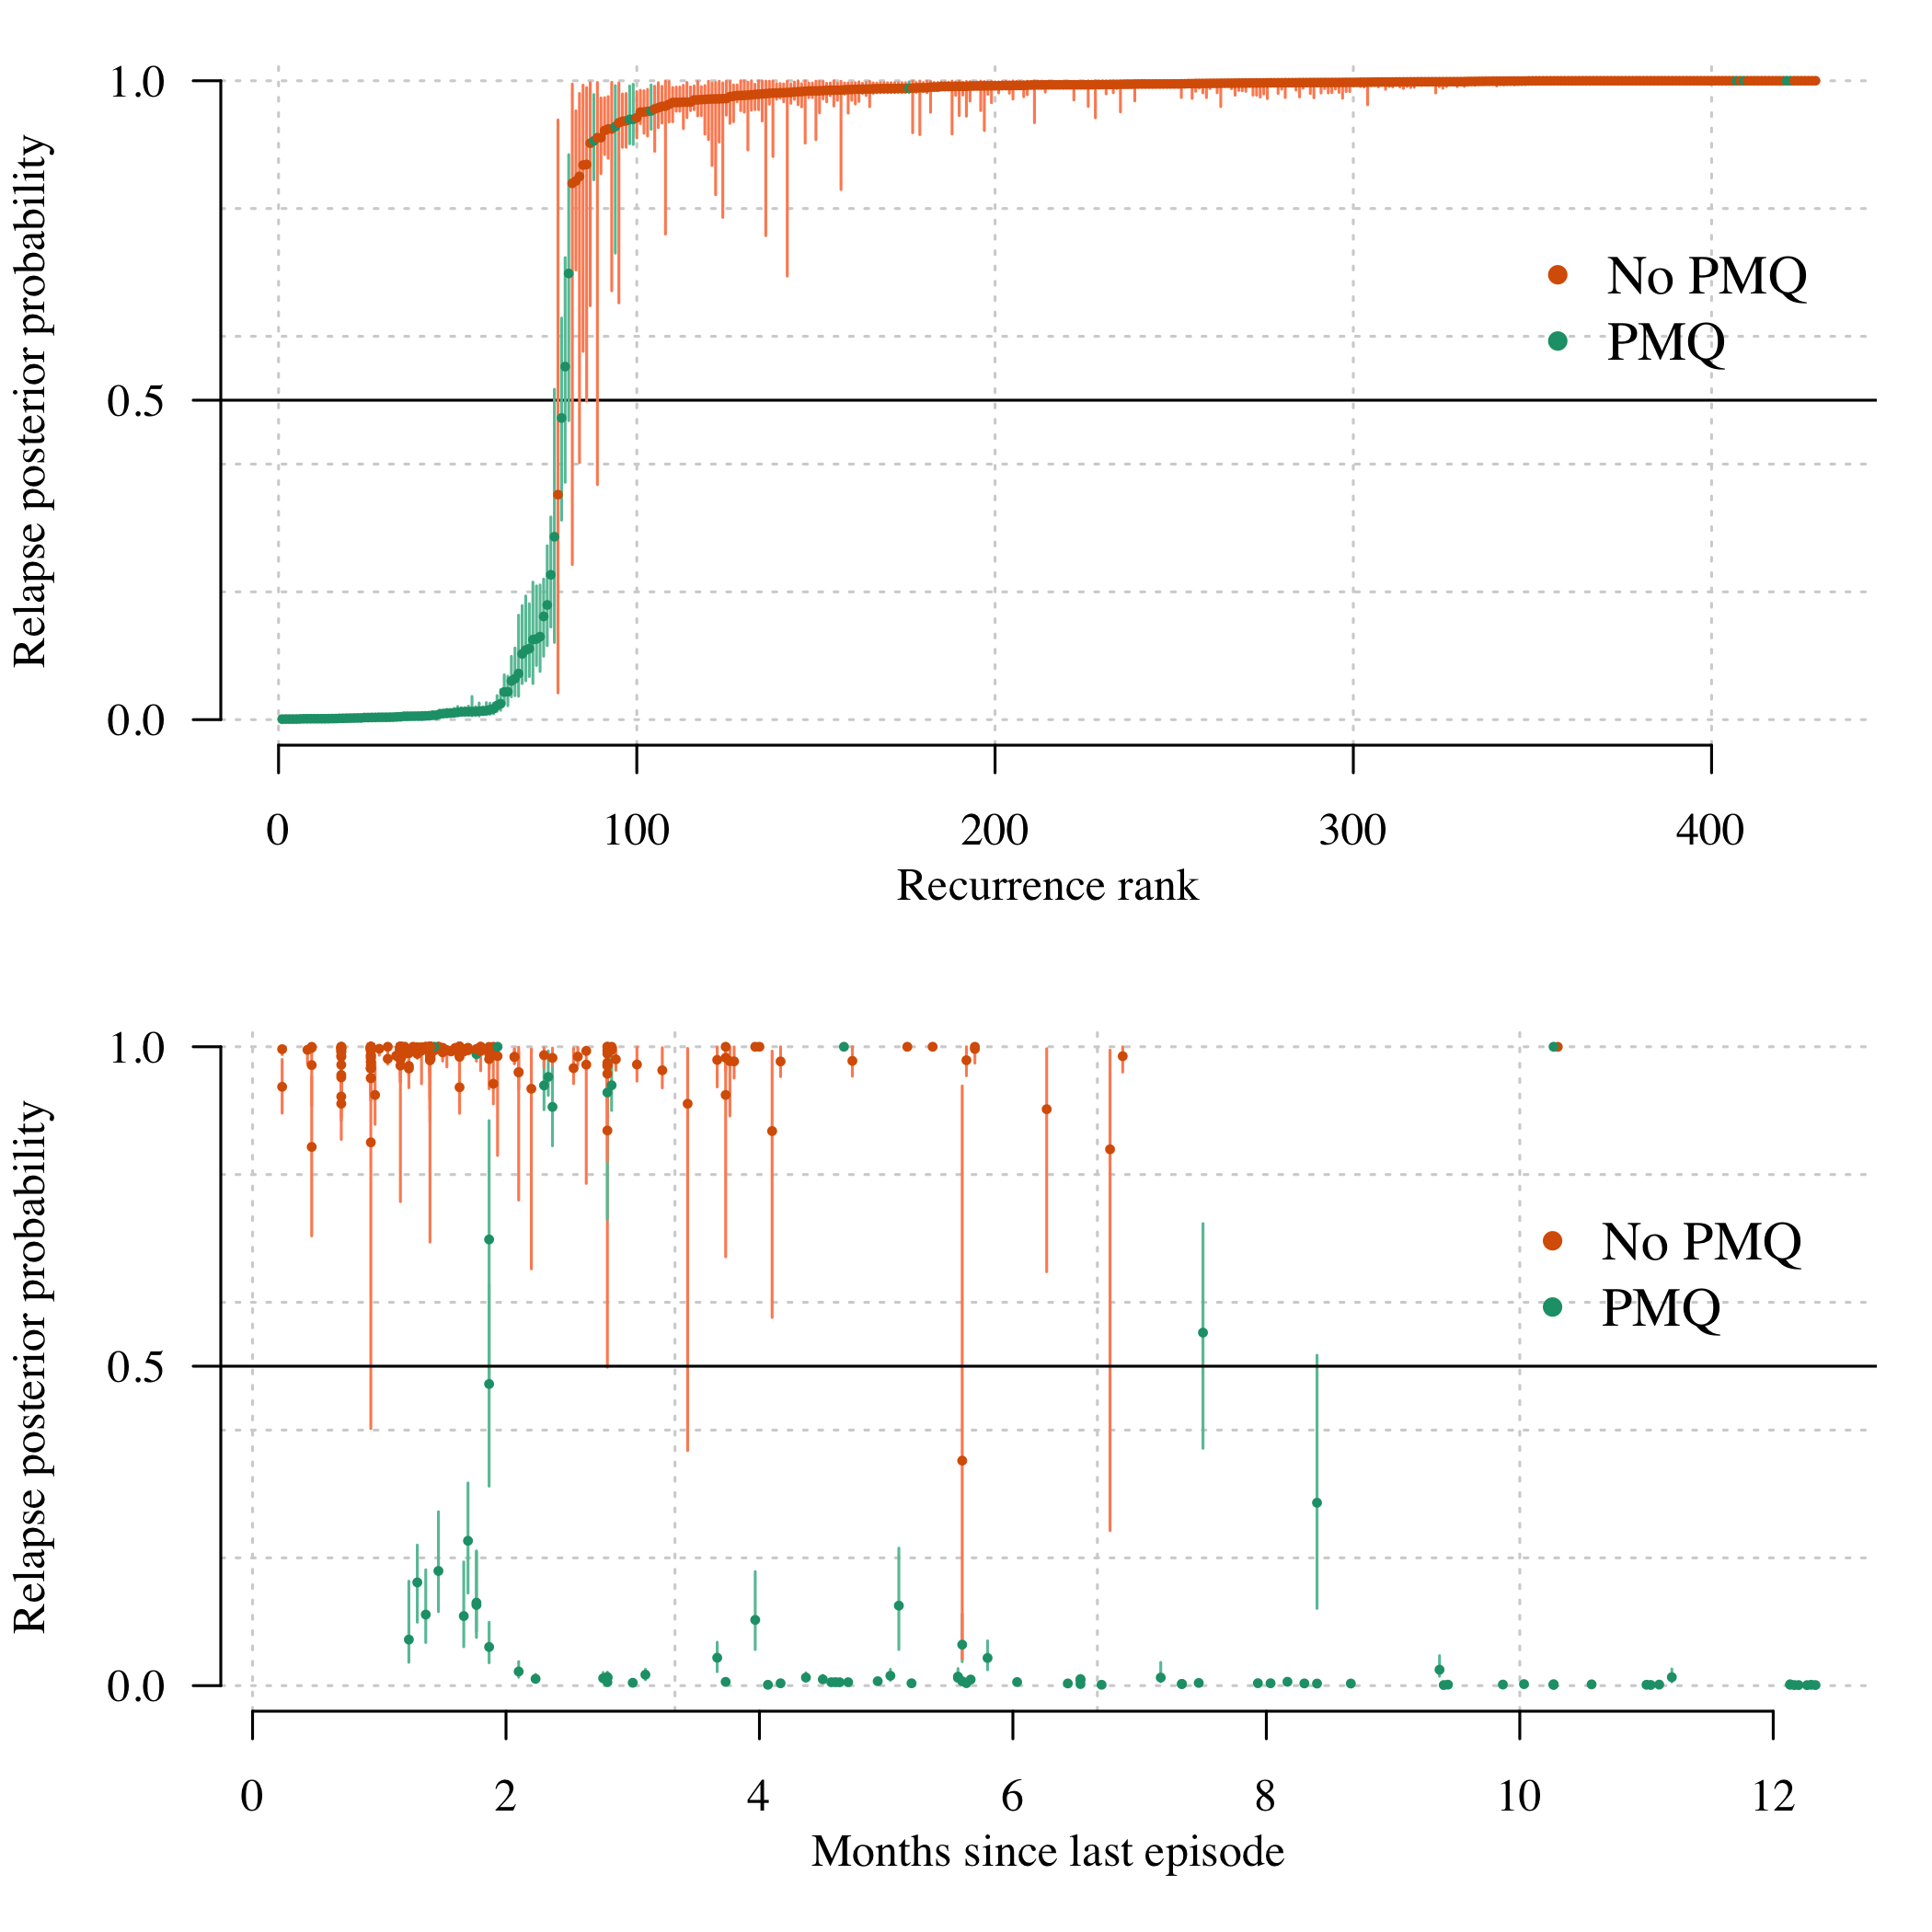 Relapse posterior probability
1.0
0.5
0.0
No PMQ
PMQ
0 100 200 300 400
Recurrence rank
Relapse posterior probability
1.0
0.5
0.0
No PMQ
PMQ
0 2 4 6 8 10 12
Months since last episode